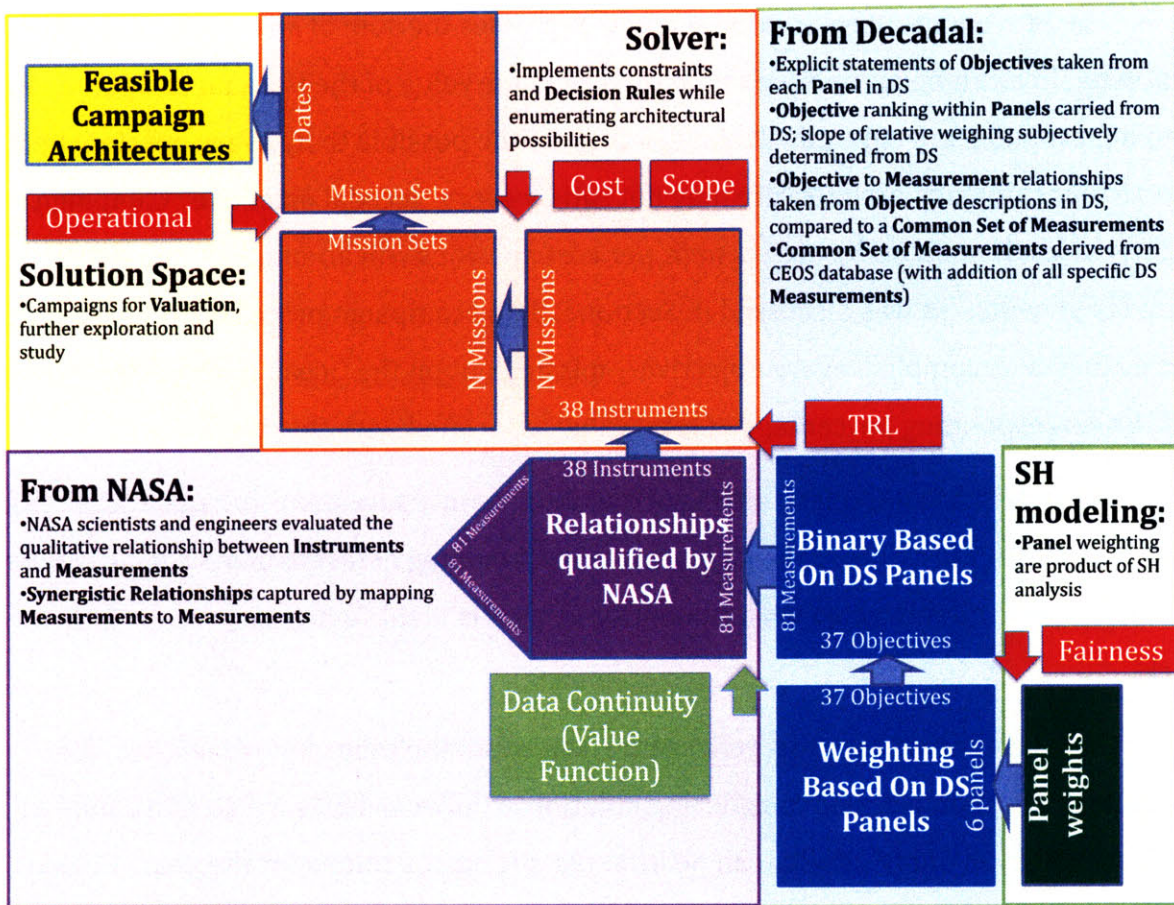 Feasible
Campaign
Architectures
Operational
Solution Space:
•Campaigns for Valuation,
further exploration and
study
Dates
Mission Sets
Mission Sets
N Missions
N Missions
38 Instruments
Solver:
•Implements constraints
and Decision Rules while
enumerating architectural
possibilities
Cost
Scope
From Decadal:
•Explicit statements of Objectives taken from
each Panel in DS
•Objective ranking within Panels carried from
DS; slope of relative weighing subjectively
determined from DS
•Objective to Measurement relationships
taken from Objective descriptions in DS,
compared to a Common Set of Measurements
•Common Set of Measurements derived from
CEOS database (with addition of all specific DS
Measurements)
TRL
From NASA:
•NASA scientists and engineers evaluated the
qualitative relationship between Instruments
and Measurements
•Synergistic Relationships captured by mapping
Measurements to Measurements
81 Measurements
81 Measurements
38 Instruments
Relationships
qualified by
NASA
81 Measurements
81 Measurements
Binary Based
On DS Panels
37 Objectives
SH
modeling:
•Panel weighting
are product of SH
analysis
Fairness
Data Continuity
(Value
Function)
37 Objectives
Weighting
Based On DS
Panels
6 panels
Panel
weights